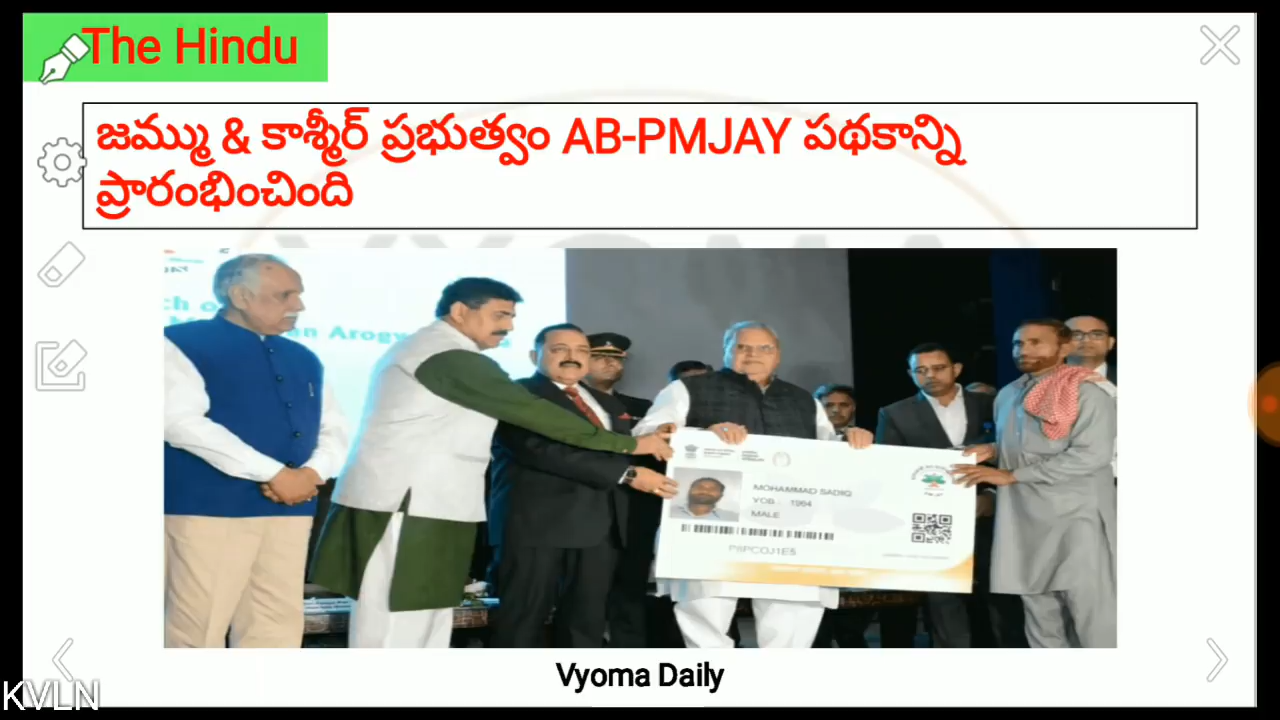 The Hindu
జమ్ము & కాశ్మీర్ ప్రభుత్వం AB-PMJAY పథకాన్ని
ప్రారంభించింది
MOHAMMAD SADIQ
YOB - 1964
MALE
Vyoma Daily
KVLN